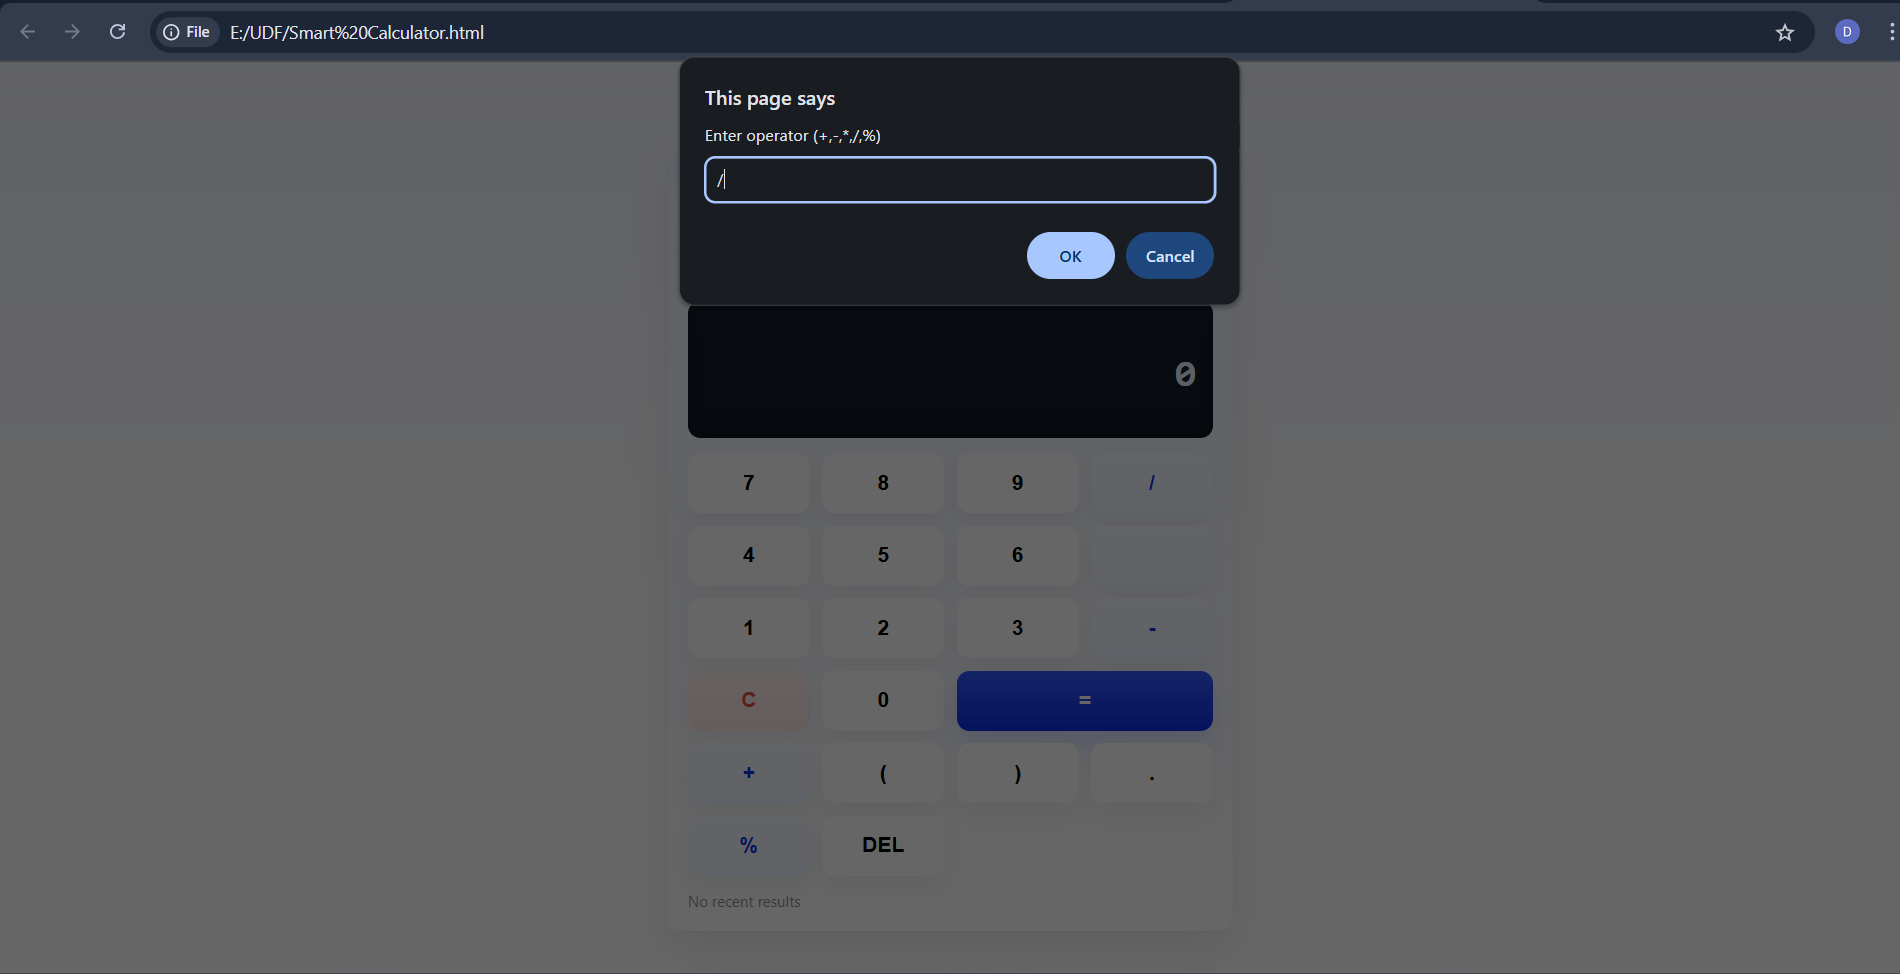 File E:/UDF/Smart%20Calculator.html
D
This page says
Enter operator (+,-,*,/,%)
/
OK Cancel
0
7 8 9 /
4 5 6
1 2 3 -
C 0 =
+ ( ) .
% DEL
No recent results